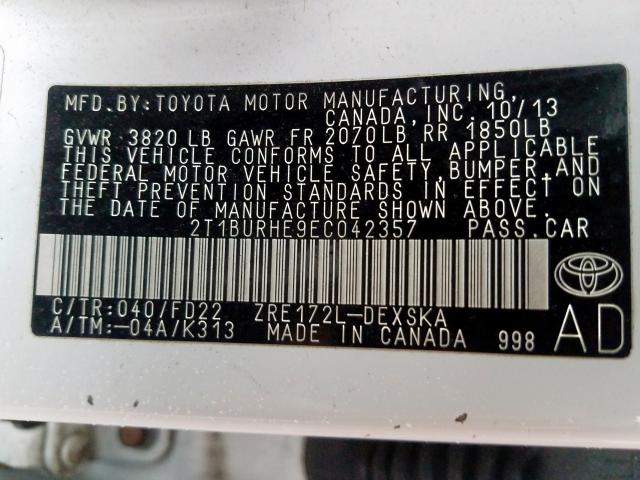 MFD. BY: TOYOTA MOTOR MANUFACTURING,
CANADA, INC. 10/13
GVWR 3820 LB GAWR FR 2070LB, RR 1850LB
THIS VEHICLE CONFORMS TO ALL APPLICABLE
FEDERAL MOTOR VEHICLE SAFETY, BUMPER, AND
THEFT PREVENTION STANDARDS IN EFFECT ON
THE DATE OF MANUFACTURE SHOWN ABOVE.
2T1BURHE9EC042357 PASS. CAR
C/TR: 040/FD22 ZRE172L-DEXSKA
A/TM: -04A/K313 MADE IN CANADA 998 AD